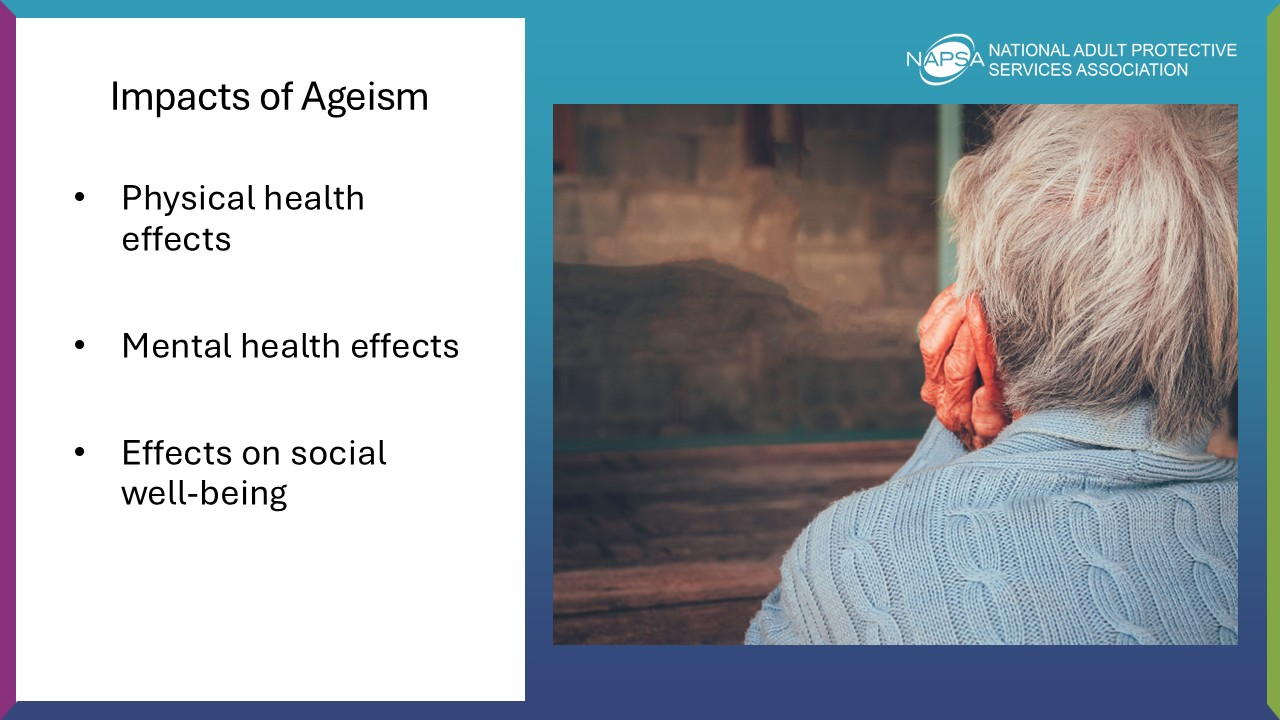 Impacts of Ageism
• Physical health
effects
• Mental health effects
• Effects on social
well-being
NAPSA NATIONAL ADULT PROTECTIVE
SERVICES ASSOCIATION